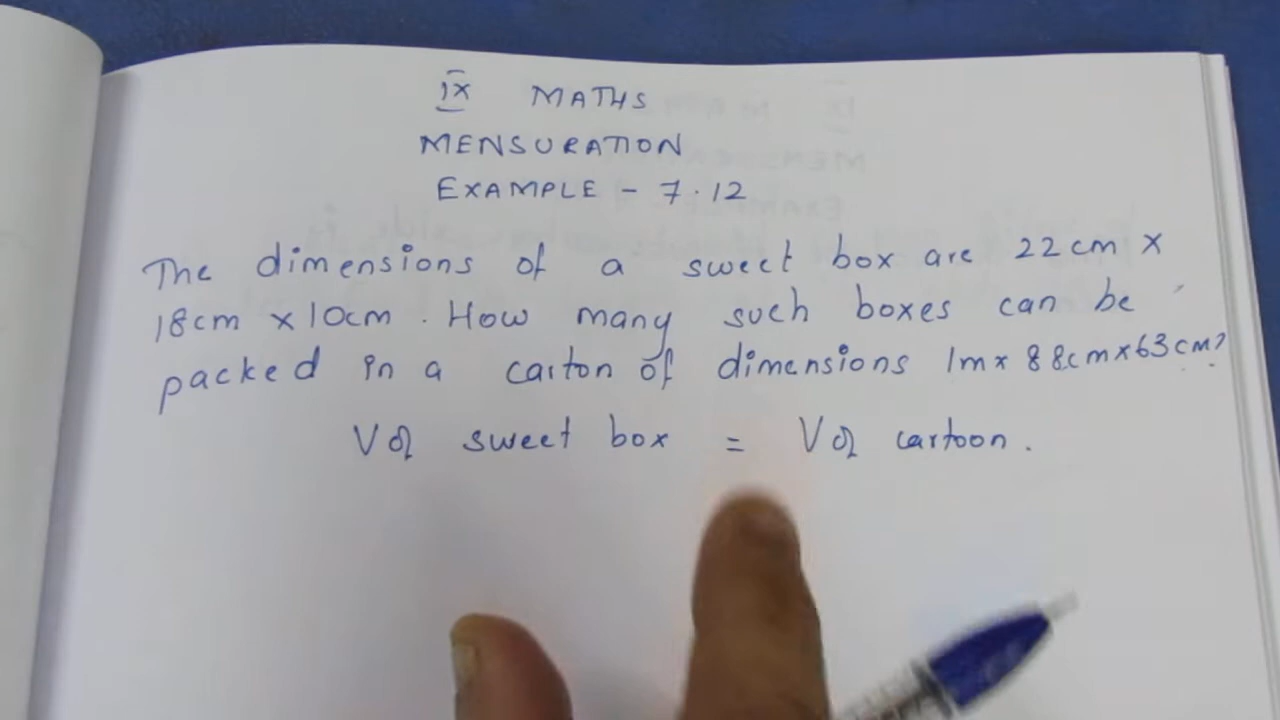 IX MATHS
MENSURATION
EXAMPLE - 7.12
The dimensions of a sweet box are 22cm x
18cm x 10cm. How many such boxes can be
packed in a carton of dimensions 1m x 88cm x 63cm?
V of sweet box = V of cartoon.